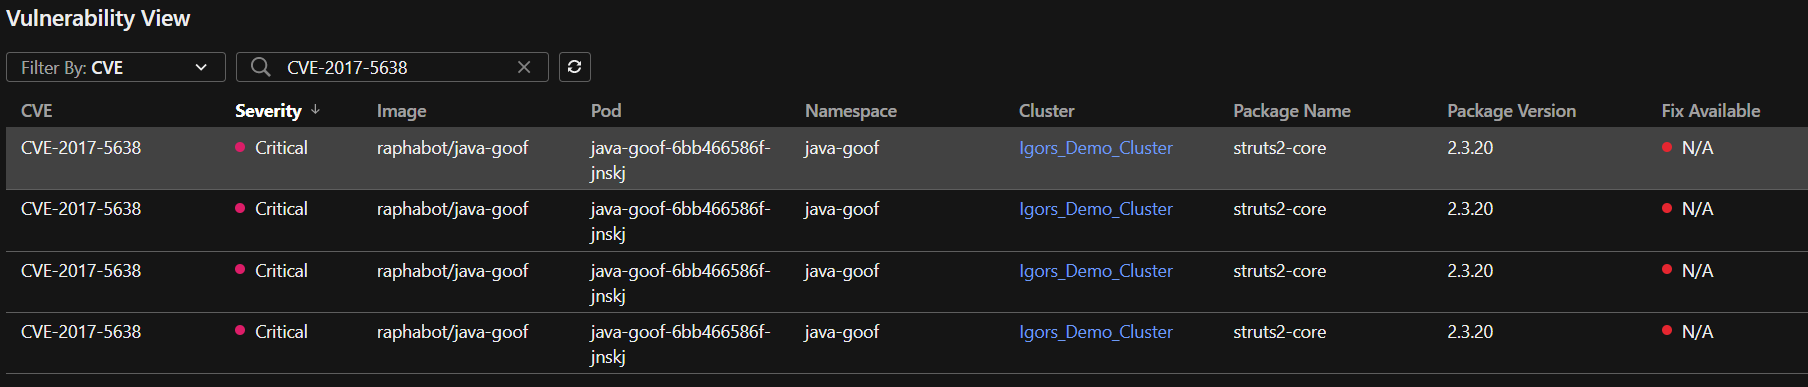 Vulnerability View
Filter By: CVE CVE-2017-5638
CVE Severity ↓ Image Pod Namespace Cluster Package Name Package Version Fix Available
CVE-2017-5638 Critical raphabot/java-goof java-goof-6bb466586f- java-goof Igors_Demo_Cluster struts2-core 2.3.20 N/A
jnskj
CVE-2017-5638 Critical raphabot/java-goof java-goof-6bb466586f- java-goof Igors_Demo_Cluster struts2-core 2.3.20 N/A
jnskj
CVE-2017-5638 Critical raphabot/java-goof java-goof-6bb466586f- java-goof Igors_Demo_Cluster struts2-core 2.3.20 N/A
jnskj
CVE-2017-5638 Critical raphabot/java-goof java-goof-6bb466586f- java-goof Igors_Demo_Cluster struts2-core 2.3.20 N/A
jnskj